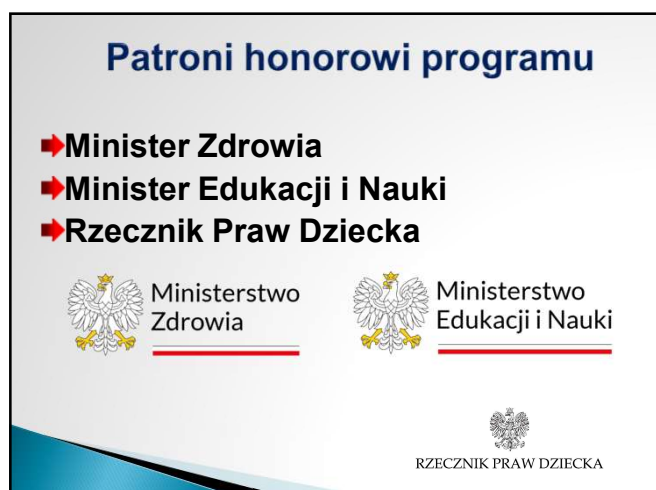 Patroni honorowi programu
Minister Zdrowia
Minister Edukacji i Nauki
Rzecznik Praw Dziecka
Ministerstwo
Zdrowia
Ministerstwo
Edukacji i Nauki
RZECZNIK PRAW DZIECKA